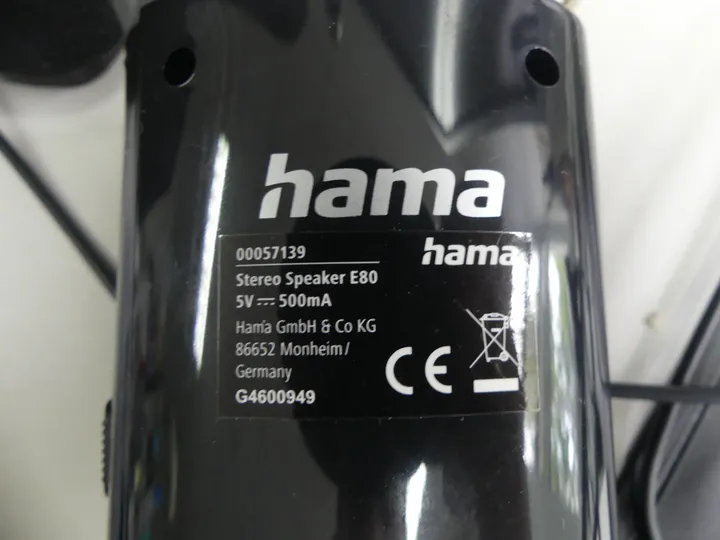 hama
00057139
hama
Stereo Speaker E80
5V ⎓ 500mA
Hama GmbH & Co KG
86652 Monheim/
Germany
CE
G4600949